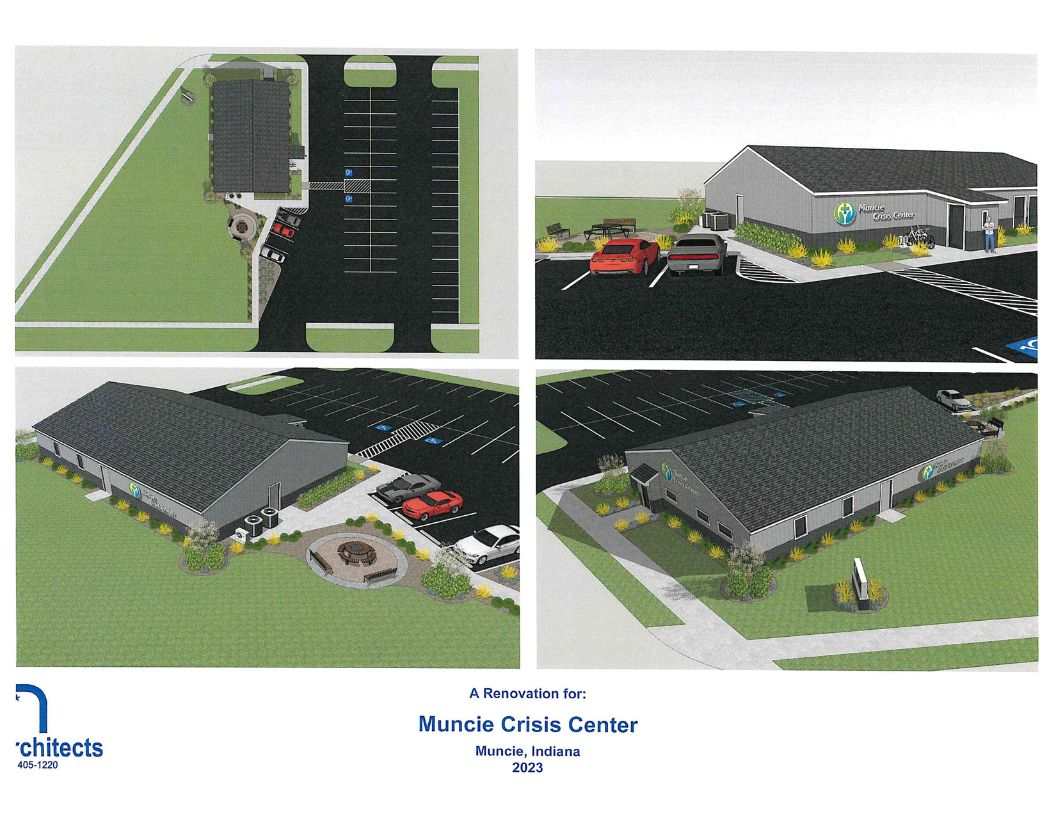 Muncie
Crisis Center
A Renovation for:
Muncie Crisis Center
Muncie, Indiana
2023
rchitects
405-1220